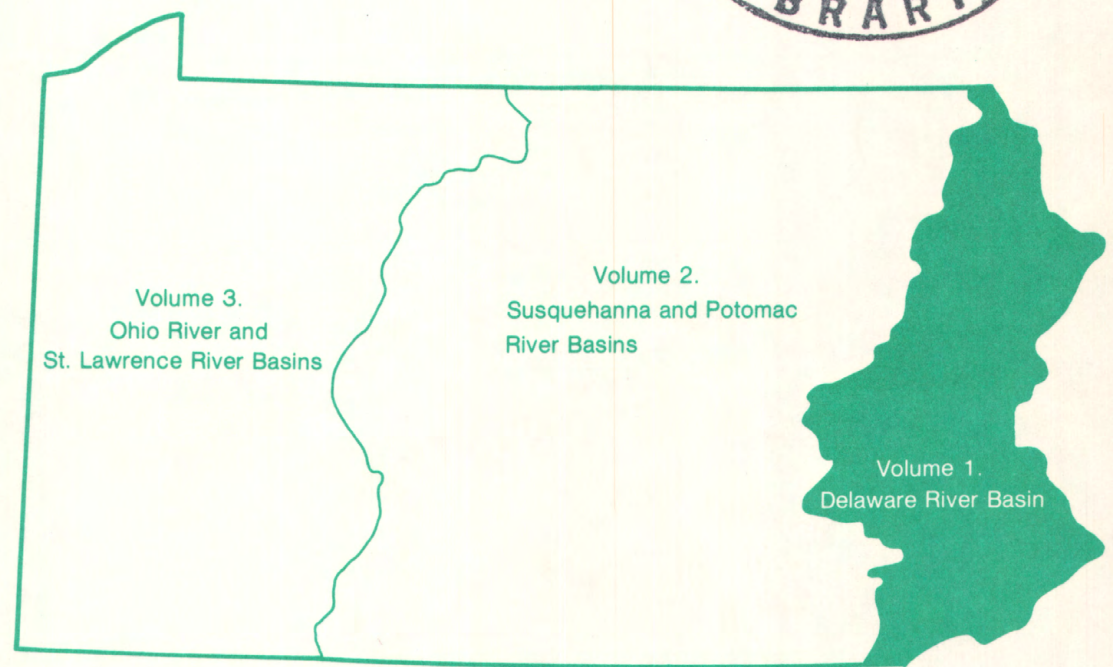 BRARY
Volume 3.
Ohio River and
St. Lawrence River Basins
Volume 2.
Susquehanna and Potomac
River Basins
Volume 1.
Delaware River Basin